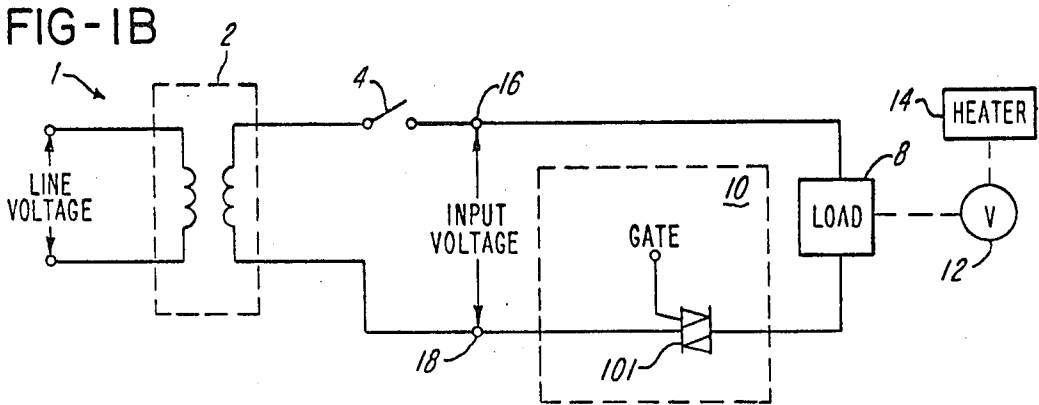 FIG-1B
2
1
4
16
14
HEATER
8
LINE
VOLTAGE
INPUT
VOLTAGE
10
GATE
LOAD
V
12
18
101